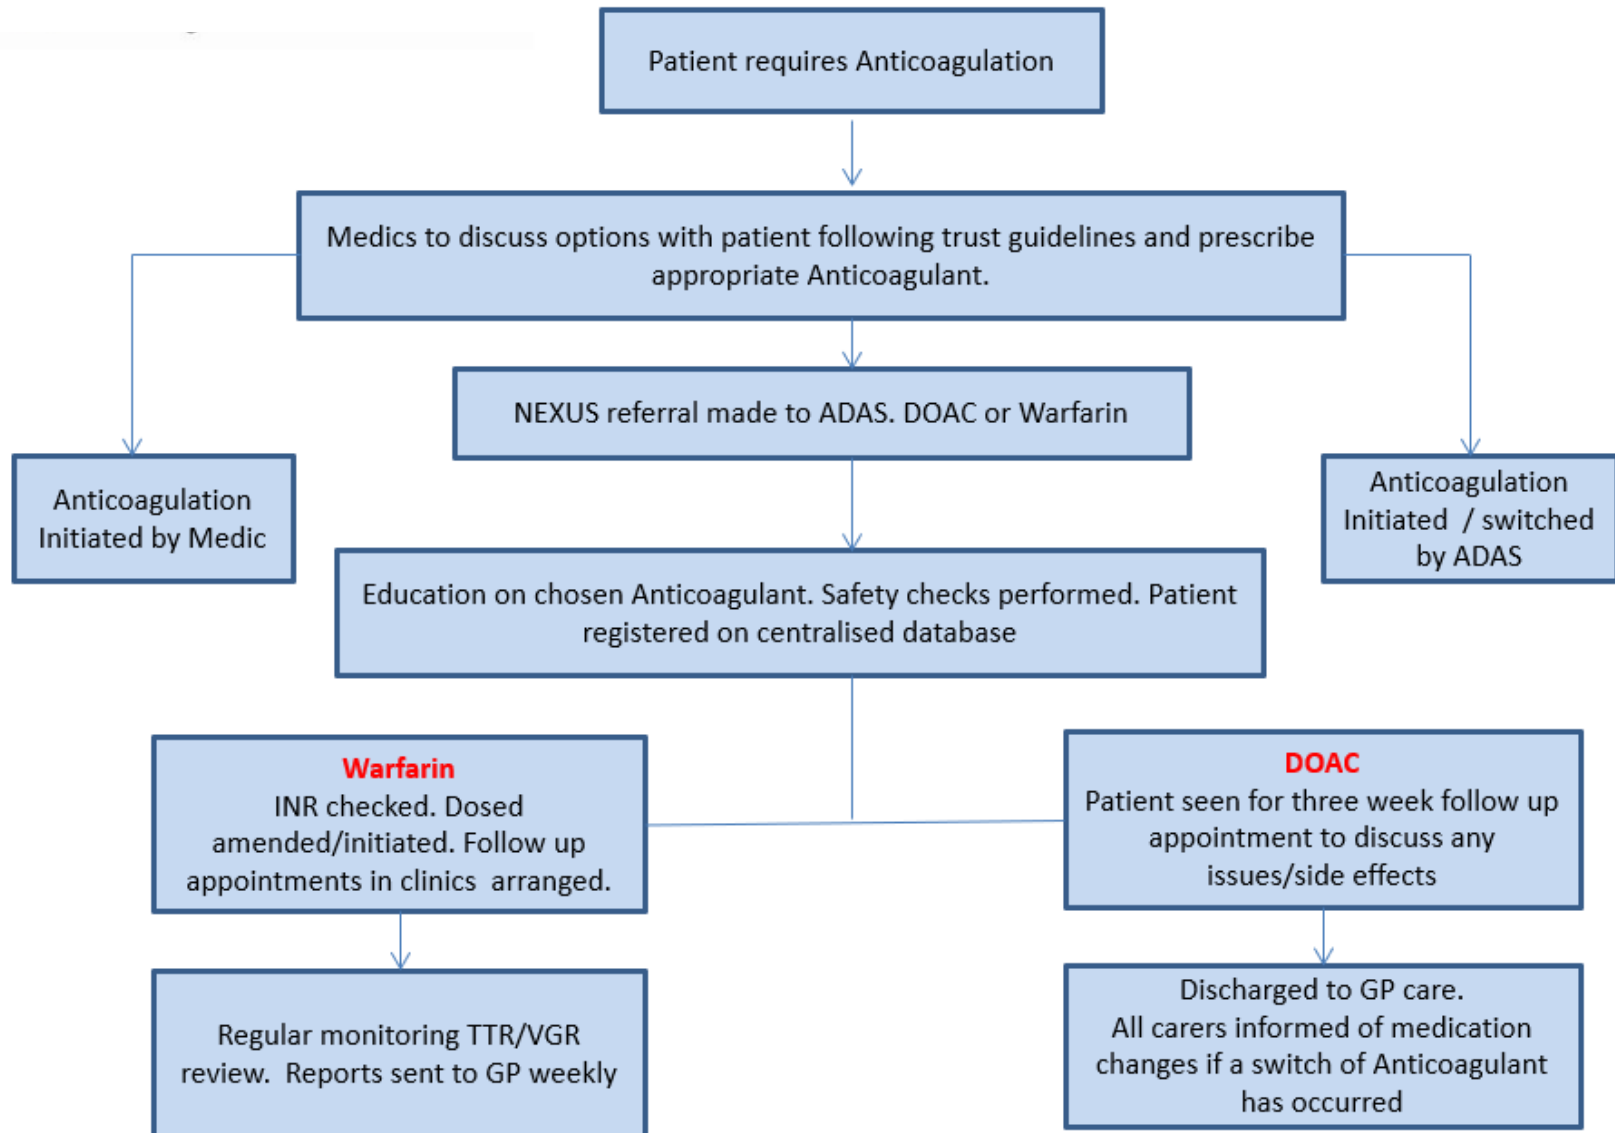 Patient requires Anticoagulation
Medics to discuss options with patient following trust guidelines and prescribe
appropriate Anticoagulant.
NEXUS referral made to ADAS. DOAC or Warfarin
Anticoagulation
Initiated by Medic
Anticoagulation
Initiated / switched
by ADAS
Education on chosen Anticoagulant. Safety checks performed. Patient
registered on centralised database
Warfarin
INR checked. Dosed
amended/initiated. Follow up
appointments in clinics arranged.
DOAC
Patient seen for three week follow up
appointment to discuss any
issues/side effects
Regular monitoring TTR/VGR
review. Reports sent to GP weekly
Discharged to GP care.
All carers informed of medication
changes if a switch of Anticoagulant
has occurred